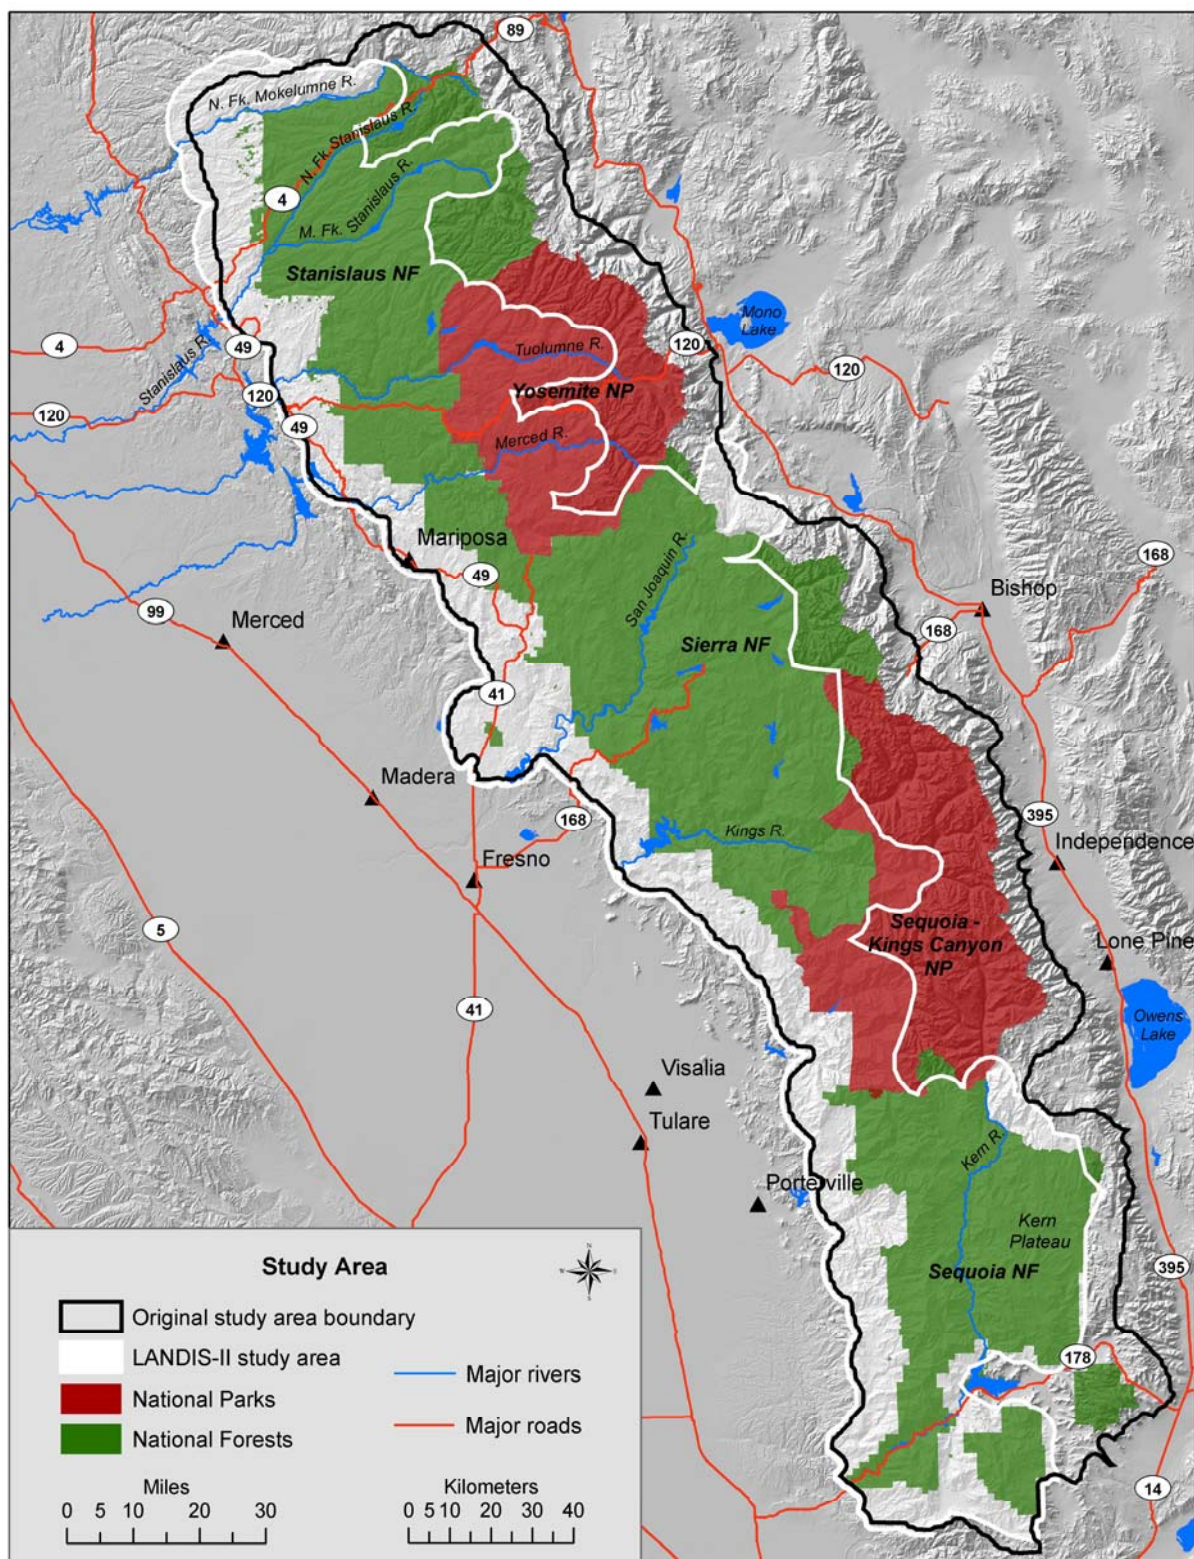 89
N. Fk. Mokelumne R.
N. Fk. Stanislaus R.
4
M. Fk. Stanislaus R.
Stanislaus NF
Mono
Lake
4
49
Stanislaus R.
Tuolumne R.
120
120
120
120
Yosemite NP
49
Merced R.
Mariposa
49
San Joaquin R.
168
99
Merced
Bishop
168
Sierra NF
41
Madera
168
395
Kings R.
Independence
Fresno
5
Sequoia -
Kings Canyon
NP
Lone Pine
41
Owens
Lake
Visalia
Tulare
Kern R.
Porterville
Kern
Plateau
Sequoia NF
395
178
14
Study Area
N
E
S
W
Original study area boundary
LANDIS-II study area
National Parks
National Forests
Major rivers
Major roads
Miles
0 5 10 20 30
Kilometers
0 5 10 20 30 40